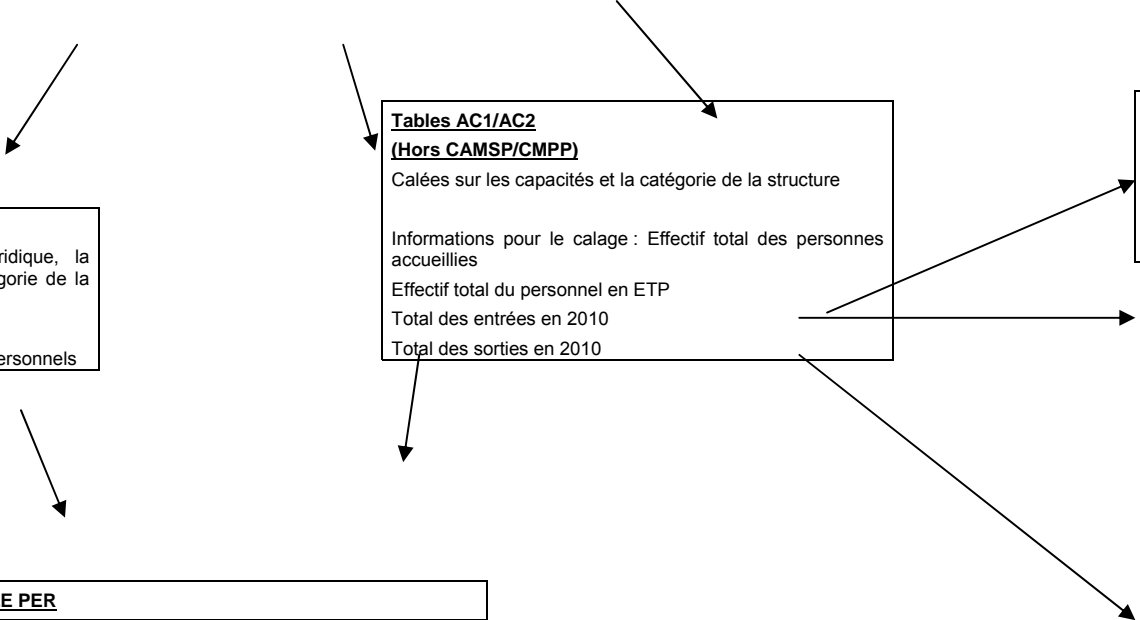 Tables AC1/AC2
(Hors CAMSP/CMPP)
Calées sur les capacités et la catégorie de la structure
Informations pour le calage : Effectif total des personnes
accueillies
Effectif total du personnel en ETP
Total des entrées en 2010
Total des sorties en 2010
ridique, la
gorie de la
ersonnels
E PER